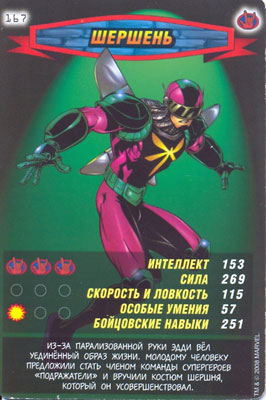 167
ШЕРШЕНЬ
ИНТЕЛЛЕКТ 153
СИЛА 269
СКОРОСТЬ И ЛОВКОСТЬ 115
ОСОБЫЕ УМЕНИЯ 57
БОЙЦОВСКИЕ НАВЫКИ 251
ИЗ-ЗА ПАРАЛИЗОВАННОЙ РУКИ ЭДДИ ВЁЛ
УЕДИНЁННЫЙ ОБРАЗ ЖИЗНИ. МОЛОДОМУ ЧЕЛОВЕКУ
ПРЕДЛОЖИЛИ СТАТЬ ЧЛЕНОМ КОМАНДЫ СУПЕРГЕРОЕВ
«ПОДРАЖАТЕЛИ» И ВРУЧИЛИ КОСТЮМ ШЕРШНЯ,
КОТОРЫЙ ОН УСОВЕРШЕНСТВОВАЛ.
TM & © 2008 MARVEL